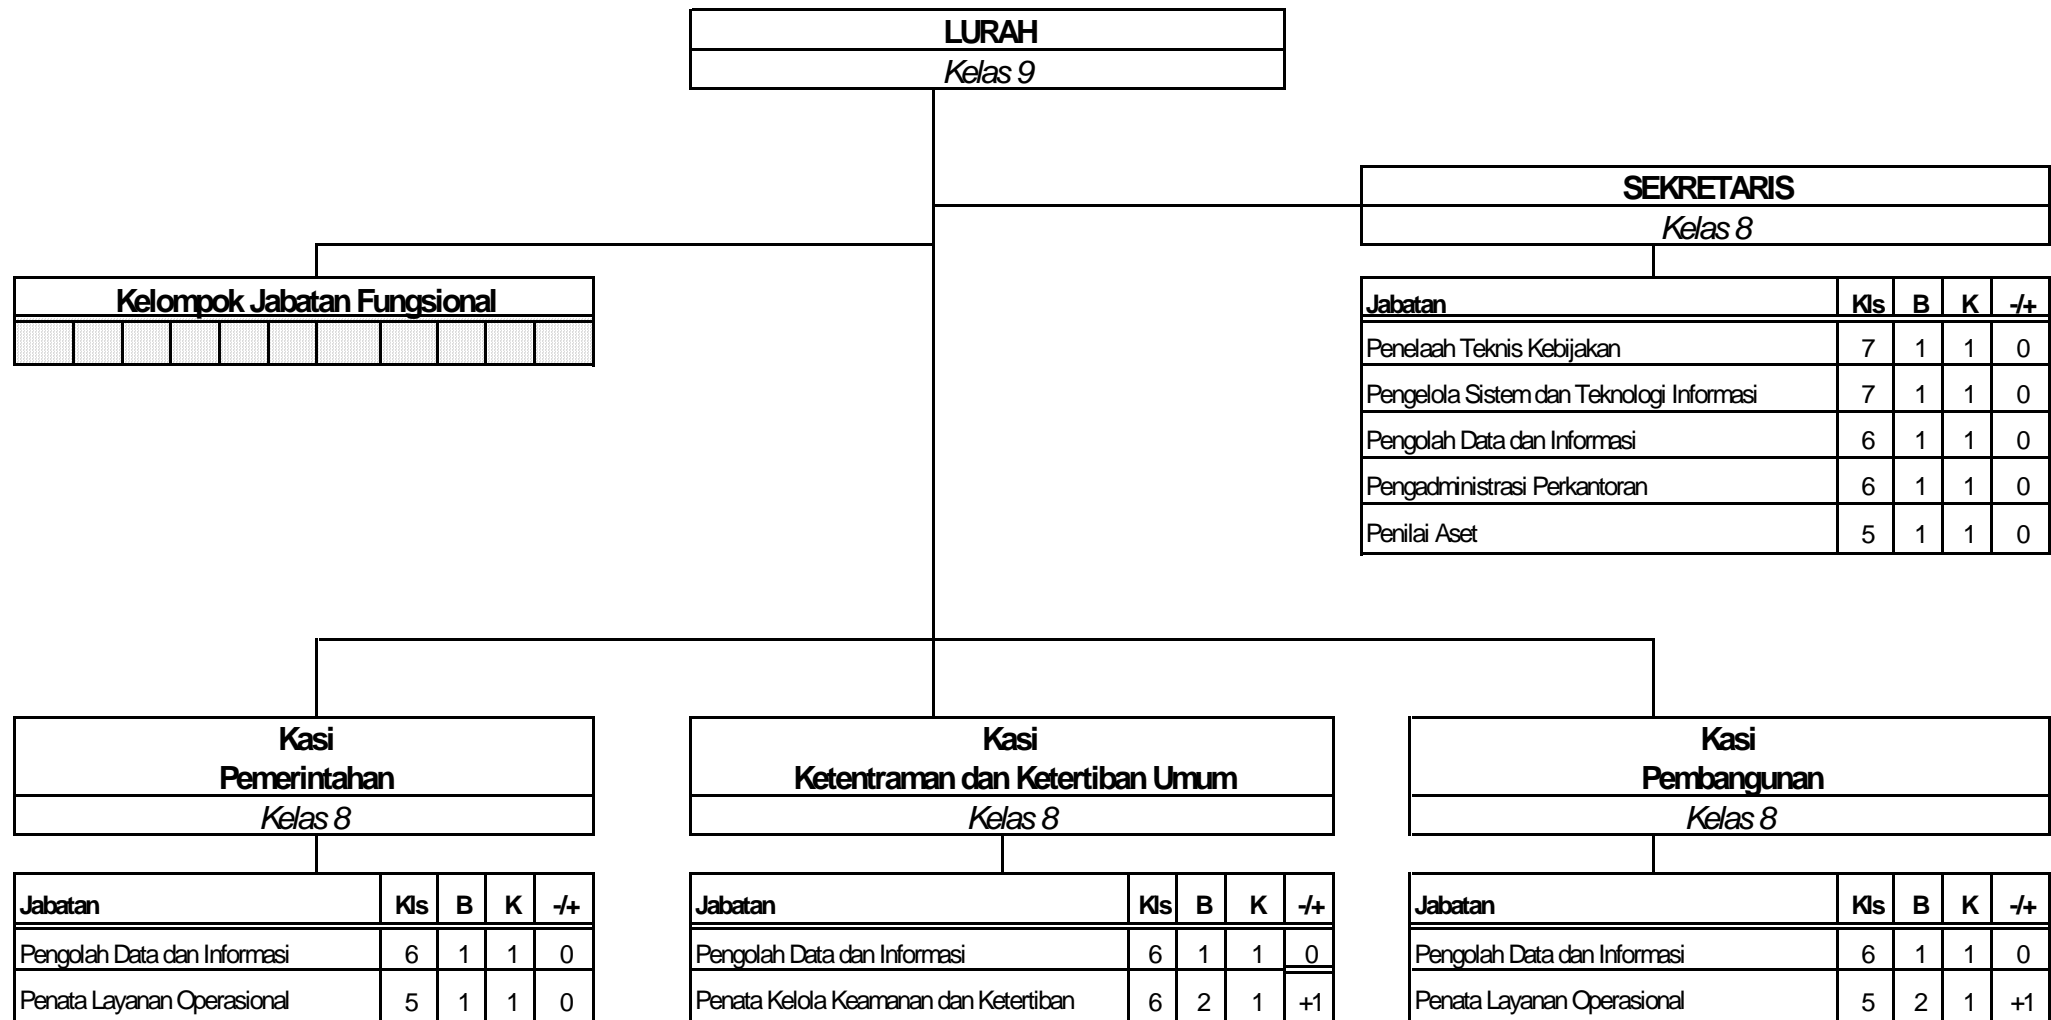 LURAH
Kelas 9
SEKRETARIS
Kelas 8
Kelompok Jabatan Fungsional
Jabatan Kls B K -/+
Penelaah Teknis Kebijakan 7 1 1 0
Pengelola Sistem dan Teknologi Informasi 7 1 1 0
Pengolah Data dan Informasi 6 1 1 0
Pengadministrasi Perkantoran 6 1 1 0
Penilai Aset 5 1 1 0
Kasi
Pemerintahan
Kelas 8
Jabatan Kls B K -/+
Pengolah Data dan Informasi 6 1 1 0
Penata Layanan Operasional 5 1 1 0
Kasi
Ketentraman dan Ketertiban Umum
Kelas 8
Jabatan Kls B K -/+
Pengolah Data dan Informasi 6 1 1 0
Penata Kelola Keamanan dan Ketertiban 6 2 1 +1
Kasi
Pembangunan
Kelas 8
Jabatan Kls B K -/+
Pengolah Data dan Informasi 6 1 1 0
Penata Layanan Operasional 5 2 1 +1